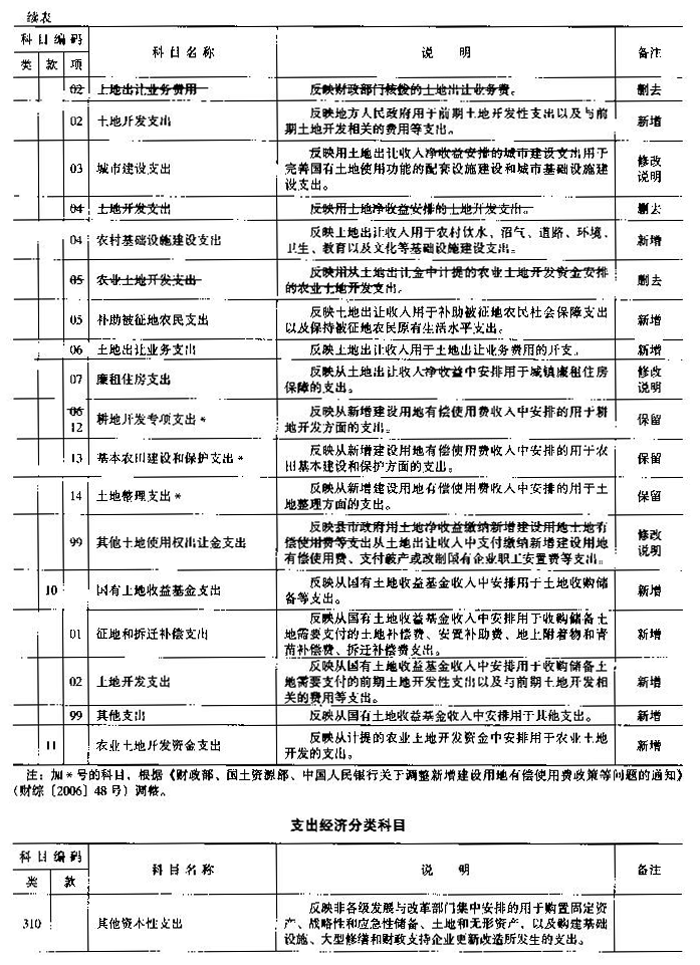 续表
科目编码 科目名称 说 明 备注
类 款 项
02 土地出让业务费用 反映财政部门核拨的土地出让业务费。 删去
02 土地开发支出 反映地方人民政府用于前期土地开发性支出以及与前
期土地开发相关的费用等支出。 新增
03 城市建设支出 反映用土地出让收入净收益安排的城市建设支出用于
完善国有土地使用功能的配套设施建设和城市基础设施建
设支出。 修改
说明
04 土地开发支出 反映用土地净收益安排的土地开发支出。 删去
04 农村基础设施建设支出 反映土地出让收入用于农村饮水、沼气、道路、环境、
卫生、教育以及文化等基础设施建设支出。 新增
05 农业土地开发支出 反映用从土地出让金中计提的农业土地开发资金安排
的农业土地开发支出。 删去
05 补助被征地农民支出 反映土地出让收入用于补助被征地农民社会保障支出
以及保持被征地农民原有生活水平支出。 新增
06 土地出让业务支出 反映土地出让收入用于土地出让业务费用的开支。 新增
07 廉租住房支出 反映从土地出让收入净收益中安排用于城镇廉租住房
保障的支出。 修改
说明
06
12 耕地开发专项支出* 反映从新增建设用地有偿使用费收入中安排的用于耕
地开发方面的支出。 保留
13 基本农田建设和保护支出* 反映从新增建设用地有偿使用费收入中安排的用于农
田基本建设和保护方面的支出。 保留
14 土地整理支出* 反映从新增建设用地有偿使用费收入中安排的用于土
地整理方面的支出。 保留
99 其他土地使用权出让金支出 反映县市政府用土地净收益缴纳新增建设用地土地有
偿使用费等支出从土地出让收入中支付缴纳新增建设用地
有偿使用费、支付破产或改制国有企业职工安置费等支出。 修改
说明
10 国有土地收益基金支出 反映从国有土地收益基金收入中安排用于土地收购储
备等支出。 新增
01 征地和拆迁补偿支出 反映从国有土地收益基金收入中安排用于收购储备土
地需要支付的土地补偿费、安置补助费、地上附着物和青
苗补偿费、拆迁补偿费支出。 新增
02 土地开发支出 反映从国有土地收益基金收入中安排用于收购储备土
地需要支付的前期土地开发性支出以及与前期土地开发相
关的费用等支出。 新增
99 其他支出 反映从国有土地收益基金收入中安排用于其他支出。 新增
11 农业土地开发资金支出 反映从计提的农业土地开发资金中安排用于农业土地
开发的支出。 新增
注:加*号的科目,根据《财政部、国土资源部、中国人民银行关于调整新增建设用地有偿使用费政策等问题的通知》
(财综〔2006〕48号)调整。
支出经济分类科目
科目编码 科目名称 说 明 备注
类 款
310 其他资本性支出 反映非各级发展与改革部门集中安排的用于购置固定资
产、战略性和应急性储备、土地和无形资产,以及购建基础
设施、大型修缮和财政支持企业更新改造所发生的支出。